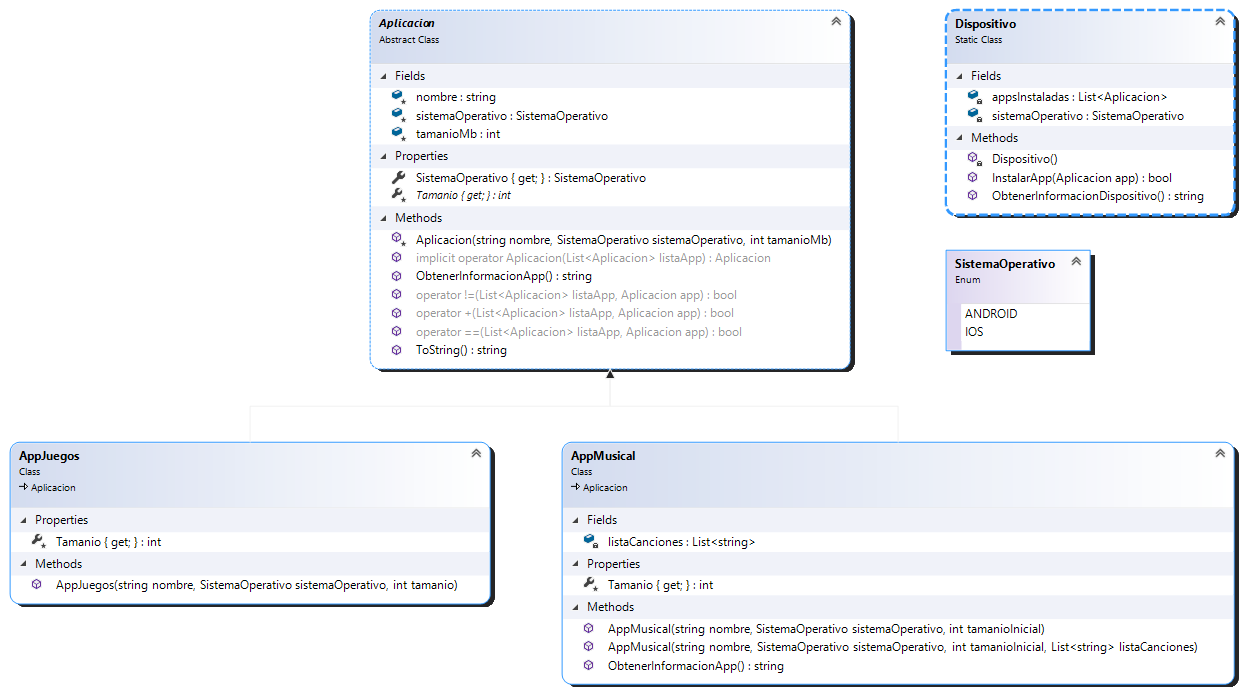 Aplicacion
Abstract Class
Fields
nombre : string
sistemaOperativo : SistemaOperativo
tamanioMb : int
Properties
SistemaOperativo { get; } : SistemaOperativo
Tamanio { get; } : int
Methods
Aplicacion(string nombre, SistemaOperativo sistemaOperativo, int tamanioMb)
implicit operator Aplicacion(List<Aplicacion> listaApp) : Aplicacion
ObtenerInformacionApp() : string
operator !=(List<Aplicacion> listaApp, Aplicacion app) : bool
operator +(List<Aplicacion> listaApp, Aplicacion app) : bool
operator ==(List<Aplicacion> listaApp, Aplicacion app) : bool
ToString() : string
Dispositivo
Static Class
Fields
appsInstaladas : List<Aplicacion>
sistemaOperativo : SistemaOperativo
Methods
Dispositivo()
InstalarApp(Aplicacion app) : bool
ObtenerInformacionDispositivo() : string
SistemaOperativo
Enum
ANDROID
IOS
AppJuegos
Class
Aplicacion
Properties
Tamanio { get; } : int
Methods
AppJuegos(string nombre, SistemaOperativo sistemaOperativo, int tamanio)
AppMusical
Class
Aplicacion
Fields
listaCanciones : List<string>
Properties
Tamanio { get; } : int
Methods
AppMusical(string nombre, SistemaOperativo sistemaOperativo, int tamanioInicial)
AppMusical(string nombre, SistemaOperativo sistemaOperativo, int tamanioInicial, List<string> listaCanciones)
ObtenerInformacionApp() : string